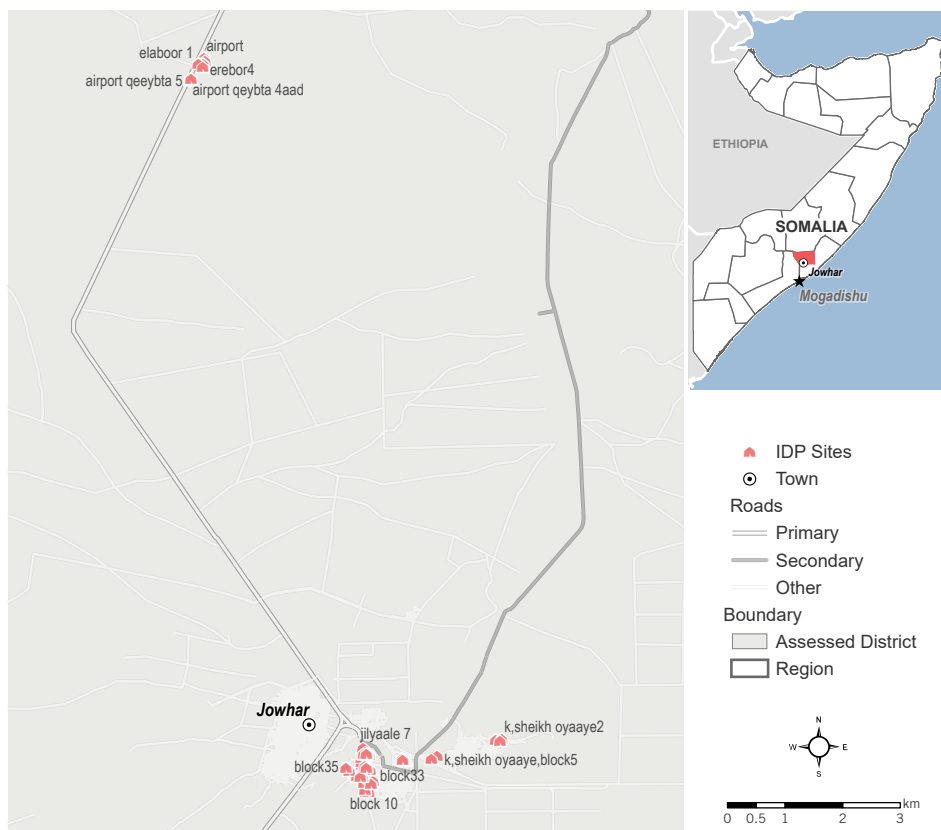 airport
elaboor 1
erebor4
airport qeeybta 5
airport qeybta 4aad
Jowhar
jilyaale 7
k,sheikh oyaaye2
k,sheikh oyaaye,block5
block35
block33
block 10
ETHIOPIA
SOMALIA
Jowhar
Mogadishu
IDP Sites
Town
Roads
Primary
Secondary
Other
Boundary
Assessed District
Region
N
W E
S
km
0 0.5 1 2 3